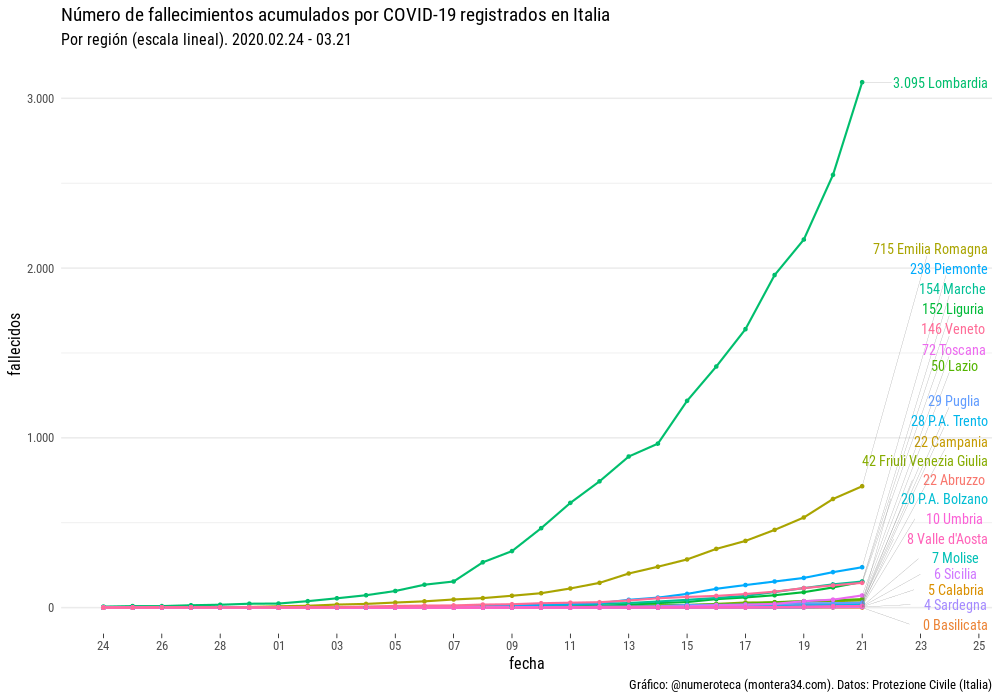 Número de fallecimientos acumulados por COVID-19 registrados en Italia
Por región (escala lineal). 2020.02.24 - 03.21
3.000
2.000
1.000
0
fallecidos
3.095 Lombardia
715 Emilia Romagna
238 Piemonte
154 Marche
152 Liguria
146 Veneto
72 Toscana
50 Lazio
29 Puglia
28 P.A. Trento
22 Campania
42 Friuli Venezia Giulia
22 Abruzzo
20 P.A. Bolzano
10 Umbria
8 Valle d'Aosta
7 Molise
6 Sicilia
5 Calabria
4 Sardegna
0 Basilicata
24 26 28 01 03 05 07 09 11 13 15 17 19 21 23 25
fecha
Gráfico: @numeroteca (montera34.com). Datos: Protezione Civile (Italia)